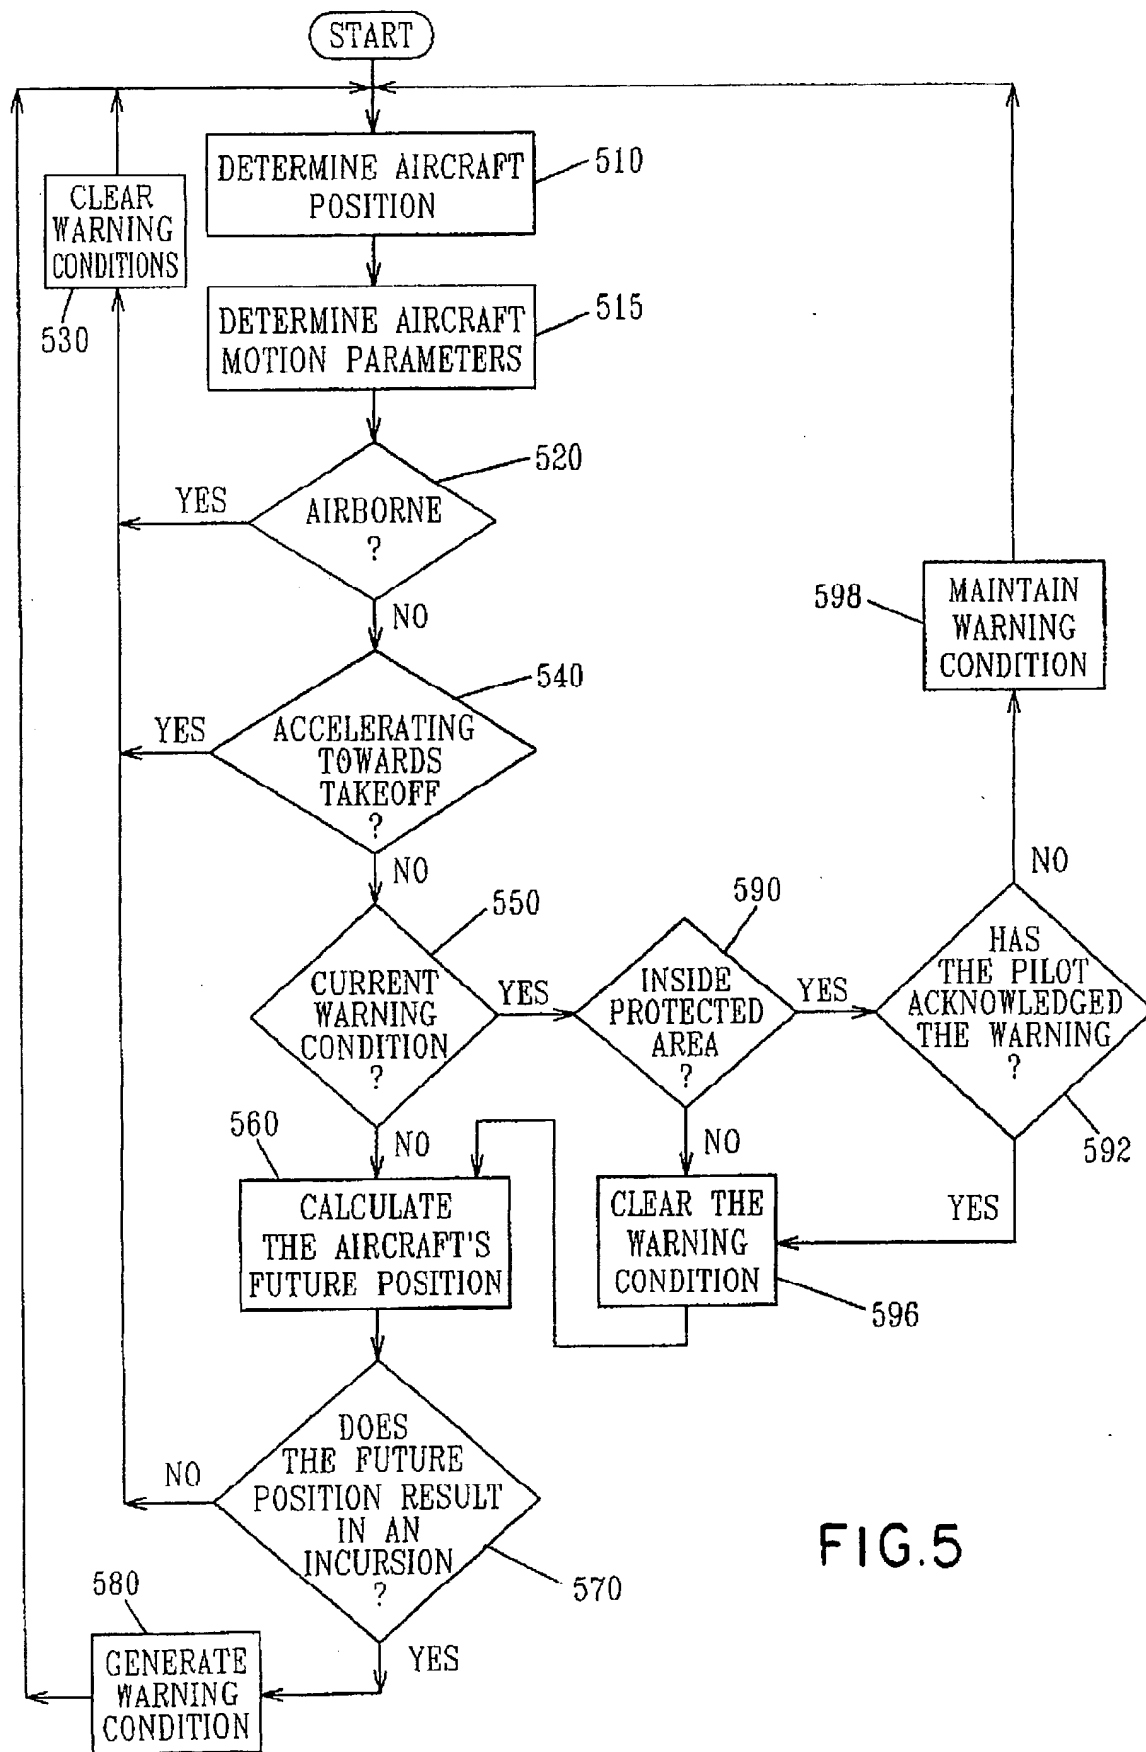 START
DETERMINE AIRCRAFT
POSITION
510
CLEAR
WARNING
CONDITIONS
530
DETERMINE AIRCRAFT
MOTION PARAMETERS
515
AIRBORNE
?
520
YES
NO
ACCELERATING
TOWARDS
TAKEOFF
?
540
YES
NO
598
MAINTAIN
WARNING
CONDITION
NO
CURRENT
WARNING
CONDITION
?
550
YES
NO
INSIDE
PROTECTED
AREA
?
590
YES
NO
HAS
THE PILOT
ACKNOWLEDGED
THE WARNING
?
592
YES
560
CALCULATE
THE AIRCRAFT'S
FUTURE POSITION
CLEAR THE
WARNING
CONDITION
596
DOES
THE FUTURE
POSITION RESULT
IN AN
INCURSION
?
570
NO
YES
580
GENERATE
WARNING
CONDITION
FIG.5